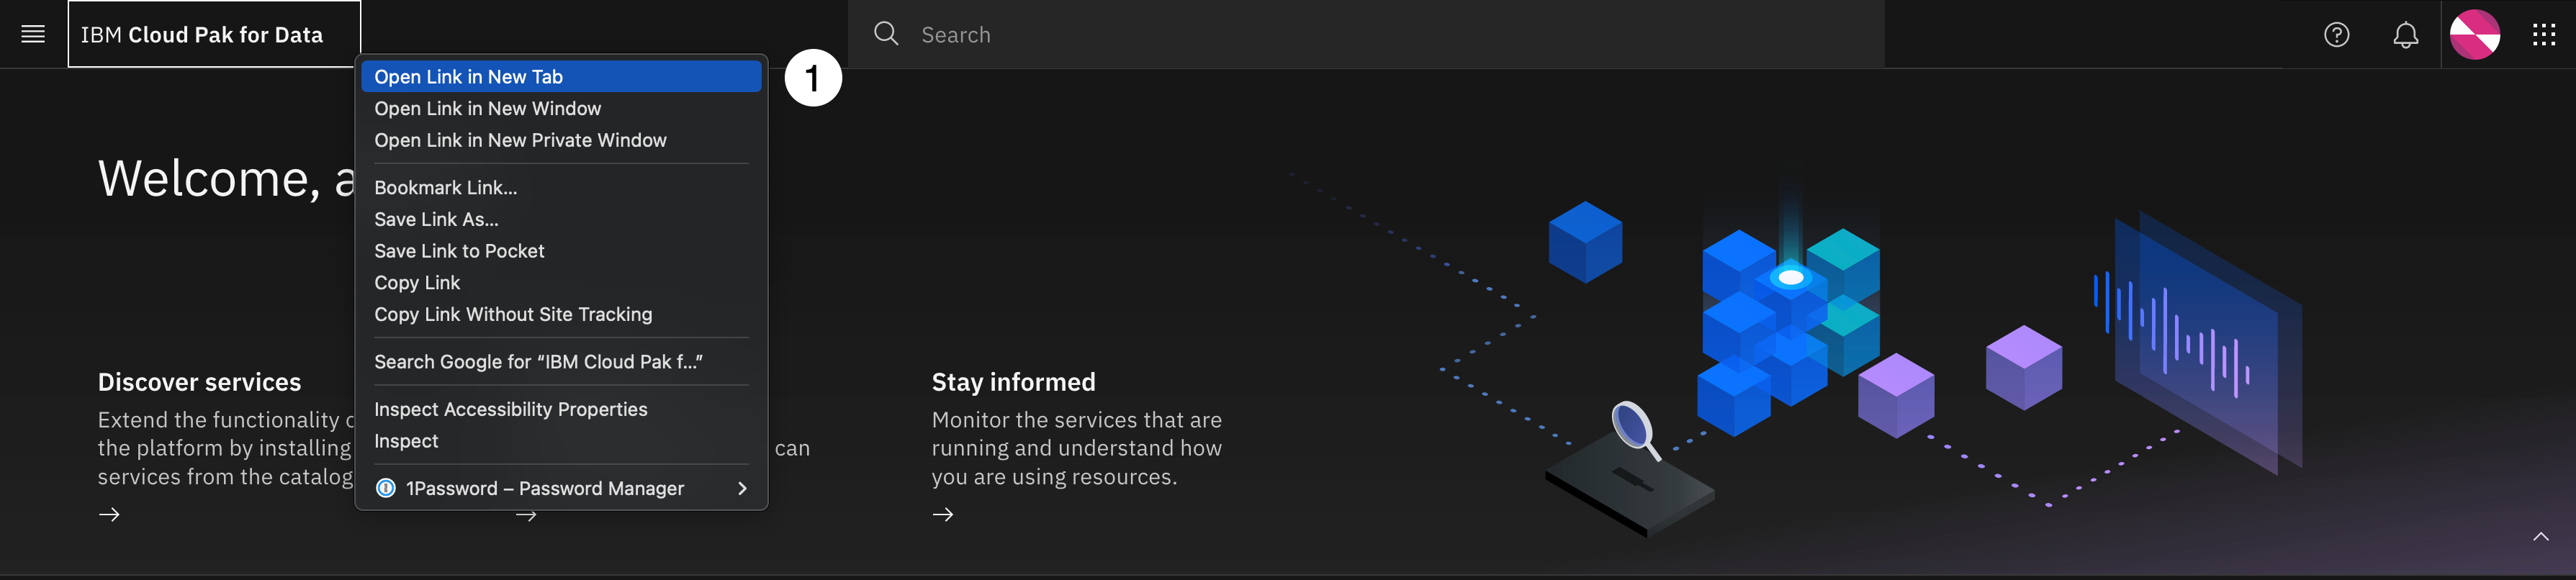 IBM Cloud Pak for Data
Search
1
Open Link in New Tab
Open Link in New Window
Open Link in New Private Window
Bookmark Link...
Save Link As...
Save Link to Pocket
Copy Link
Copy Link Without Site Tracking
Search Google for “IBM Cloud Pak f...”
Inspect Accessibility Properties
Inspect
1Password – Password Manager
Welcome, a
Discover services
Extend the functionality
the platform by installing
services from the catalog
can
Stay informed
Monitor the services that are
running and understand how
you are using resources.